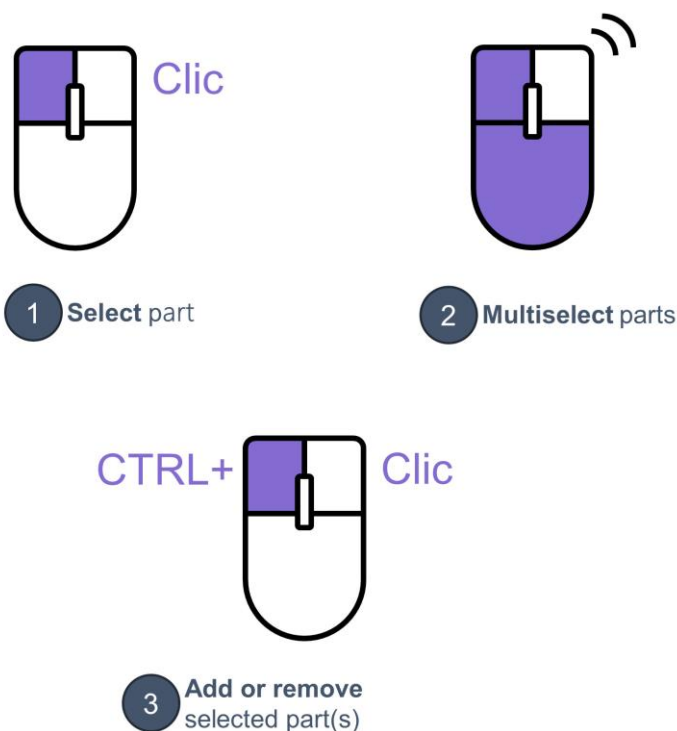 Clic
1 Select part
2 Multiselect parts
CTRL+ Clic
3 Add or remove
selected part(s)